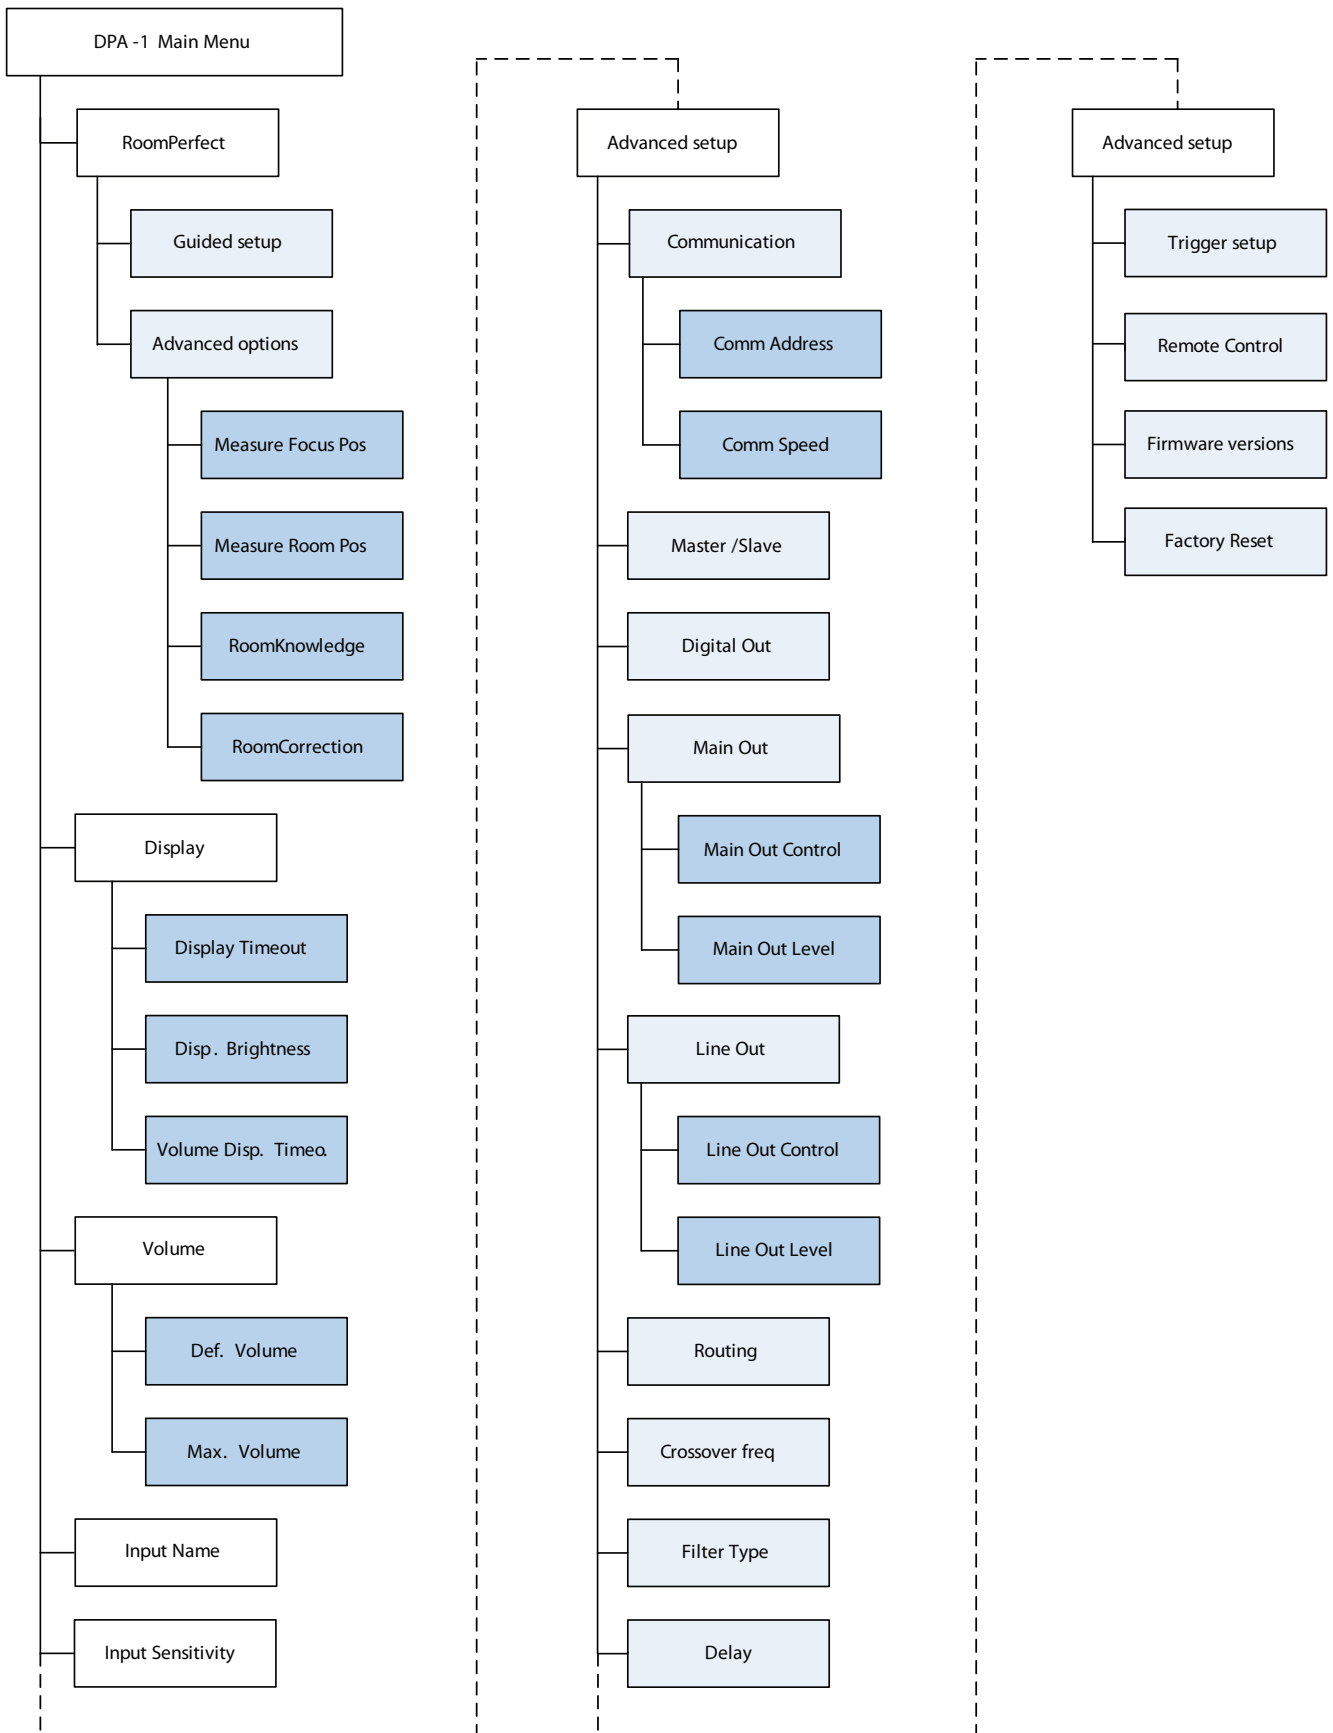 DPA -1 Main Menu
RoomPerfect
Guided setup
Advanced options
Measure Focus Pos
Measure Room Pos
RoomKnowledge
RoomCorrection
Display
Display Timeout
Disp. Brightness
Volume Disp. Timeo.
Volume
Def. Volume
Max. Volume
Input Name
Input Sensitivity
Advanced setup
Communication
Comm Address
Comm Speed
Master /Slave
Digital Out
Main Out
Main Out Control
Main Out Level
Line Out
Line Out Control
Line Out Level
Routing
Crossover freq
Filter Type
Delay
Advanced setup
Trigger setup
Remote Control
Firmware versions
Factory Reset